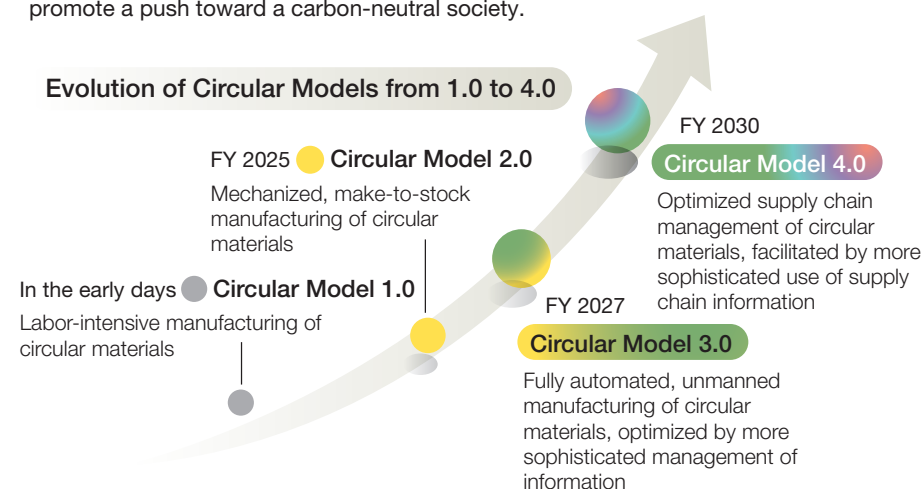 promote a push toward a carbon-neutral society.
Evolution of Circular Models from 1.0 to 4.0
FY 2025 Circular Model 2.0
Mechanized, make-to-stock
manufacturing of circular
materials
In the early days Circular Model 1.0
Labor-intensive manufacturing of
circular materials
FY 2030
Circular Model 4.0
Optimized supply chain
management of circular
materials, facilitated by more
sophisticated use of supply
chain information
FY 2027
Circular Model 3.0
Fully automated, unmanned
manufacturing of circular
materials, optimized by more
sophisticated management of
information